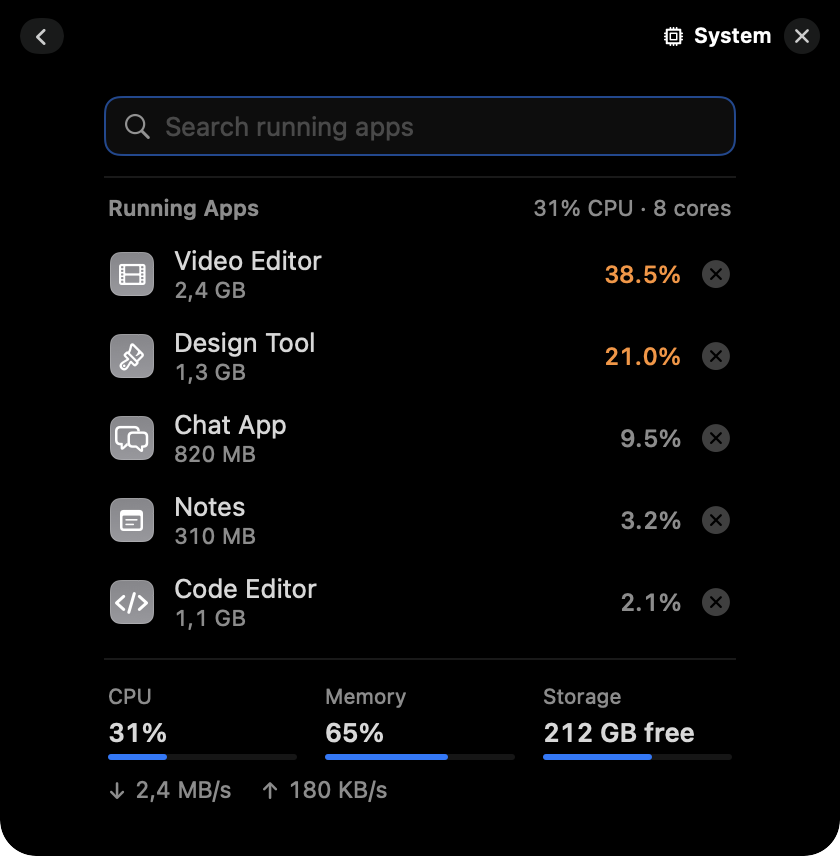 System
Search running apps
Running Apps 31% CPU · 8 cores
Video Editor
2,4 GB
38.5%
Design Tool
1,3 GB
21.0%
Chat App
820 MB
9.5%
Notes
310 MB
3.2%
Code Editor
1,1 GB
2.1%
CPU
31%
Memory
65%
Storage
212 GB free
↓ 2,4 MB/s ↑ 180 KB/s